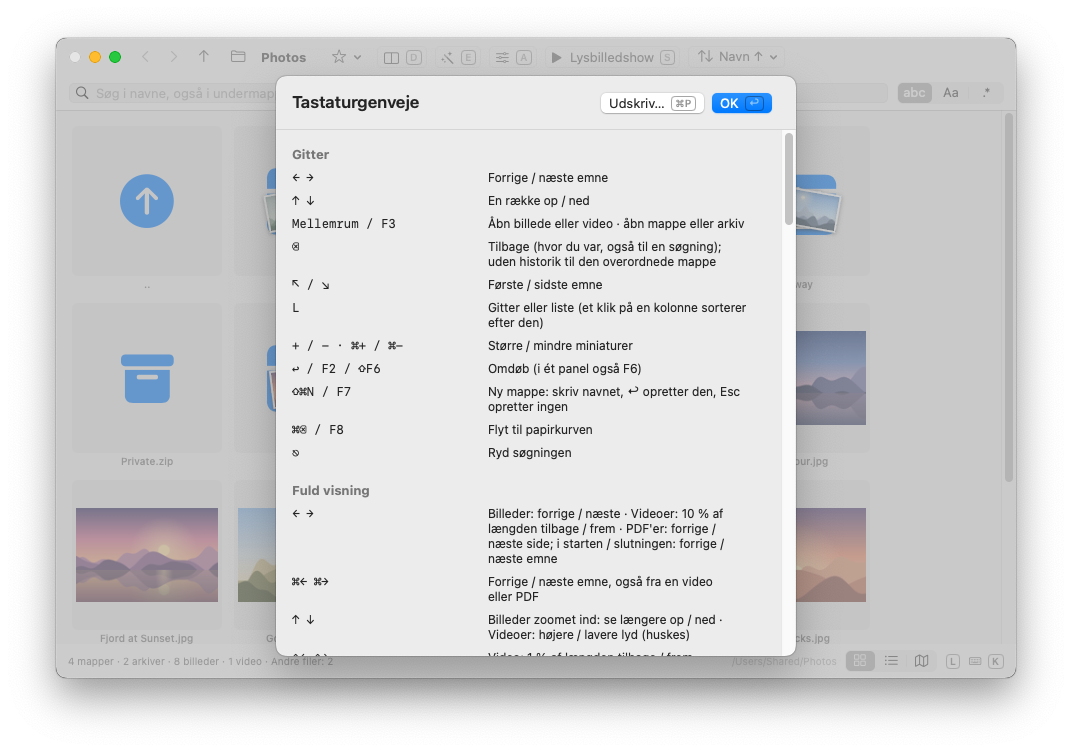 Photos
D
E
A
Lysbilledshow S
Navn ↑
Søg i navne, også i undermapp
abc
Aa
.*
Tastaturgenveje
Udskriv... ⌘P
OK ↩
Gitter
← → Forrige / næste emne
↑ ↓ En række op / ned
Mellemrum / F3 Åbn billede eller video · åbn mappe eller arkiv
⌫ Tilbage (hvor du var, også til en søgning);
uden historik til den overordnede mappe
↖ / ↘ Første / sidste emne
L Gitter eller liste (et klik på en kolonne sorterer
efter den)
+ / − · ⌘+ / ⌘− Større / mindre miniaturer
↩ / F2 / ⇧F6 Omdøb (i ét panel også F6)
⇧⌘N / F7 Ny mappe: skriv navnet, ↩ opretter den, Esc
opretter ingen
⌘⌫ / F8 Flyt til papirkurven
⎋ Ryd søgningen
Fuld visning
← → Billeder: forrige / næste · Videoer: 10 % af
længden tilbage / frem · PDF'er: forrige /
næste side; i starten / slutningen: forrige /
næste emne
⌘← ⌘→ Forrige / næste emne, også fra en video
eller PDF
↑ ↓ Billeder zoomet ind: se længere op / ned ·
Videoer: højere / lavere lyd (huskes)
..
way
Private.zip
our.jpg
Fjord at Sunset.jpg
Go
cks.jpg
4 mapper · 2 arkiver · 8 billeder · 1 video · Andre filer: 2
/Users/Shared/Photos
L
K